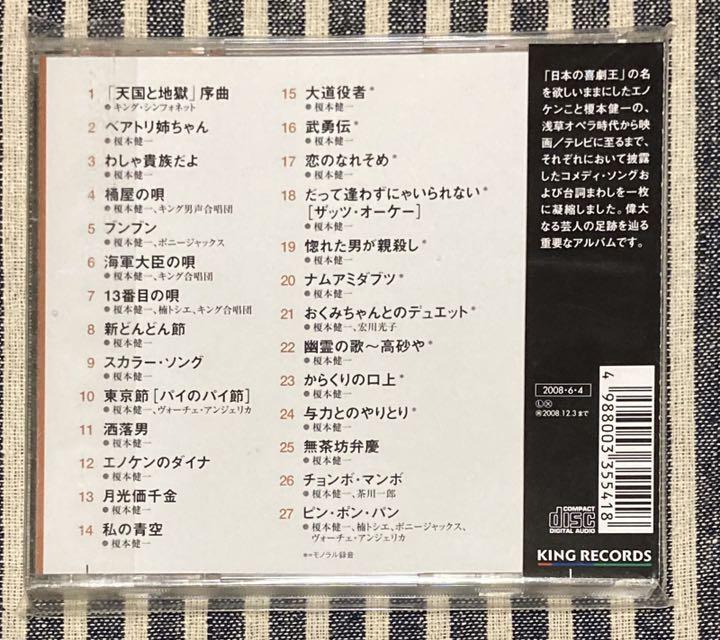 1 「天国と地獄」序曲
●キング・シンフォネット
2 ベアトリ姉ちゃん
●榎本健一
3 わしゃ貴族だよ
●榎本健一
4 桶屋の唄
●榎本健一、キング男声合唱団
5 ブンブン
●榎本健一、ボニージャックス
6 海軍大臣の唄
●榎本健一、キング合唱団
7 13番目の唄
●榎本健一、楠トシエ、キング合唱団
8 新どんどん節
●榎本健一
9 スカラー・ソング
●榎本健一
10 東京節[パイのパイ節]
●榎本健一、ヴォーチェ・アンジェリカ
11 洒落男
●榎本健一
12 エノケンのダイナ
●榎本健一
13 月光価千金
●榎本健一
14 私の青空
●榎本健一
15 大道役者*
●榎本健一
16 武勇伝*
●榎本健一
17 恋のなれそめ*
●榎本健一
18 だって逢わずにゃいられない*
[ザッツ・オーケー]
●榎本健一
19 惚れた男が親殺し*
●榎本健一
20 ナムアミダブツ*
●榎本健一
21 おくみちゃんとのデュエット*
●榎本健一、宏川光子
22 幽霊の歌〜高砂や*
●榎本健一
23 からくりの口上*
●榎本健一
24 与力とのやりとり*
●榎本健一
25 無茶坊弁慶
●榎本健一
26 チョンボ・マンボ
●榎本健一、茶川一郎
27 ピン・ポン・パン
●榎本健一、楠トシエ、ボニージャックス、
ヴォーチェ・アンジェリカ
*=モノラル録音
「日本の喜劇王」の名
を欲しいままにしたエノ
ケンこと榎本健一の、
浅草オペラ時代から映
画/テレビに至るまで、
それぞれにおいて披露
したコメディ・ソングお
よび台詞まわしを一枚
に凝縮しました。偉大
なる芸人の足跡を辿る
重要なアルバムです。
2008・6・4
Ⓛ Ⓧ
㋲2008.12.3まで
4988003355418
COMPACT
disc
DIGITAL AUDIO
KING RECORDS